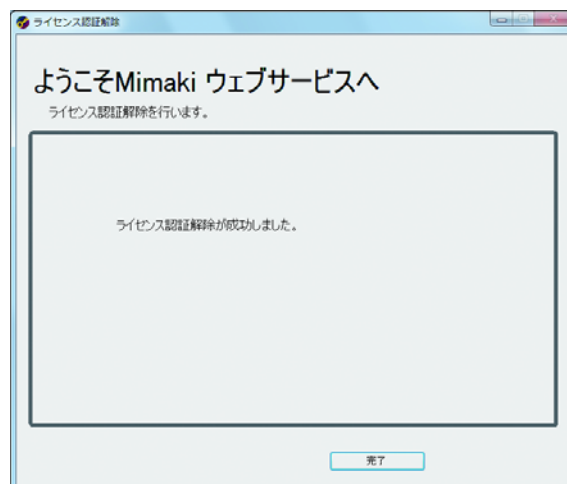 ライセンス認証解除
ようこそMimaki ウェブサービスへ
ライセンス認証解除を行います。
ライセンス認証解除が成功しました。
完了